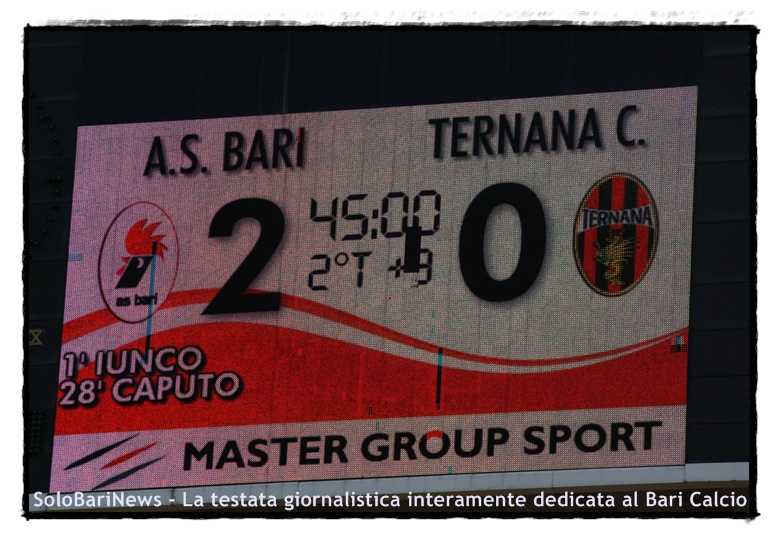 A.S. BARI
TERNANA C.
2
45:00
0
TERNANA
2°T +3
as bari
1' IUNCO
28' CAPUTO
MASTER GROUP SPORT
SoloBariNews - La testata giornalistica interamente dedicata al Bari Calcio